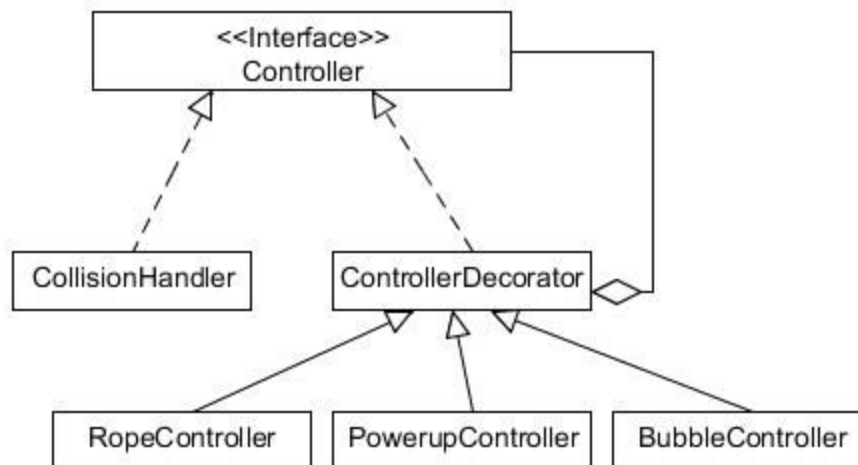 <<Interface>>
Controller
CollisionHandler
ControllerDecorator
RopeController
PowerupController
BubbleController